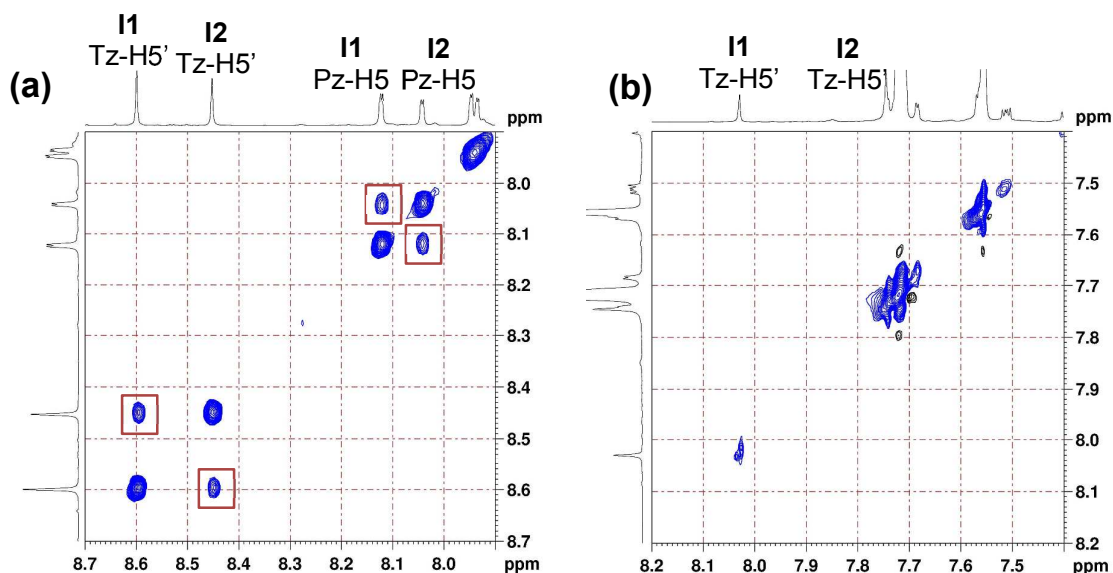 (a)
I1 I2 I1 I2
Tz-H5' Tz-H5' Pz-H5 Pz-H5
ppm
8.0
8.1
8.2
8.3
8.4
8.5
8.6
8.7
8.7 8.6 8.5 8.4 8.3 8.2 8.1 8.0 ppm
(b)
I1 I2
Tz-H5' Tz-H5'
ppm
7.5
7.6
7.7
7.8
7.9
8.0
8.1
8.2
8.2 8.1 8.0 7.9 7.8 7.7 7.6 7.5 ppm